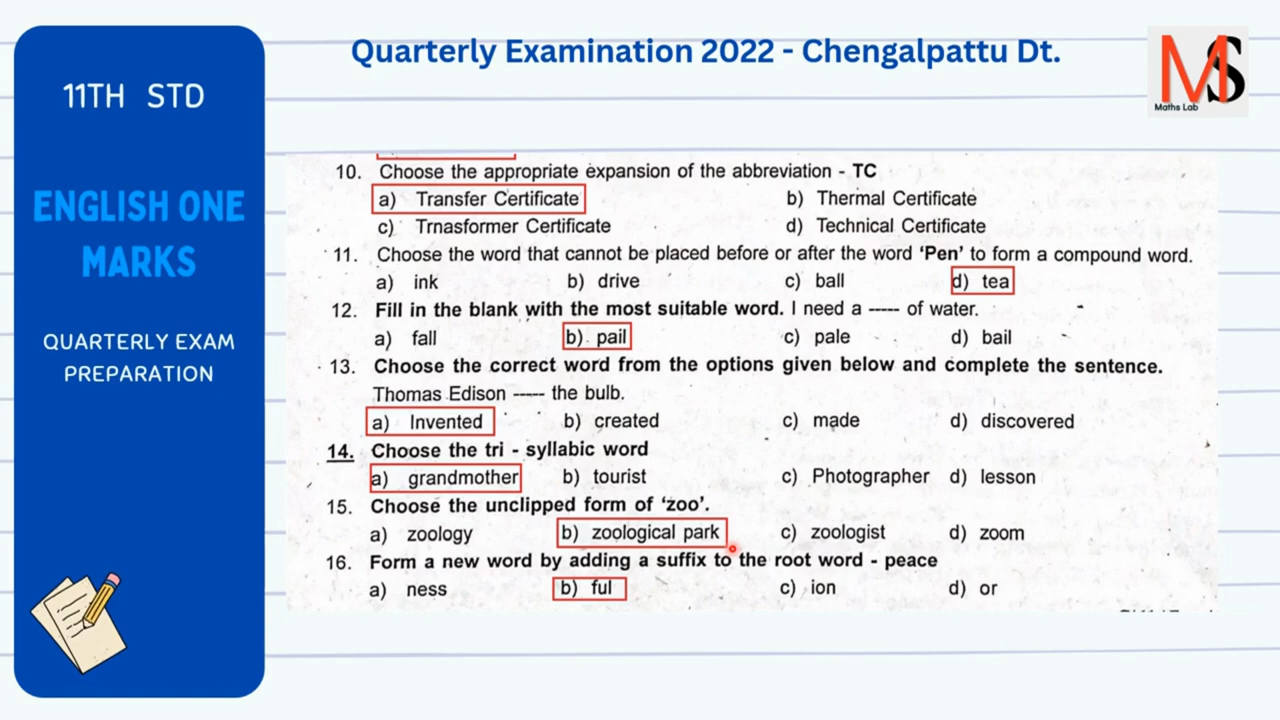 Quarterly Examination 2022 - Chengalpattu Dt.
MS
Maths Lab
11TH STD
ENGLISH ONE
MARKS
QUARTERLY EXAM
PREPARATION
10. Choose the appropriate expansion of the abbreviation - TC
a) Transfer Certificate b) Thermal Certificate
c) Trnasformer Certificate d) Technical Certificate
11. Choose the word that cannot be placed before or after the word 'Pen' to form a compound word.
a) ink b) drive c) ball d) tea
12. Fill in the blank with the most suitable word. I need a ----- of water.
a) fall b) pail c) pale d) bail
13. Choose the correct word from the options given below and complete the sentence.
Thomas Edison ----- the bulb.
a) Invented b) created c) made d) discovered
14. Choose the tri - syllabic word
a) grandmother b) tourist c) Photographer d) lesson
15. Choose the unclipped form of 'zoo'.
a) zoology b) zoological park c) zoologist d) zoom
16. Form a new word by adding a suffix to the root word - peace
a) ness b) ful c) ion d) or